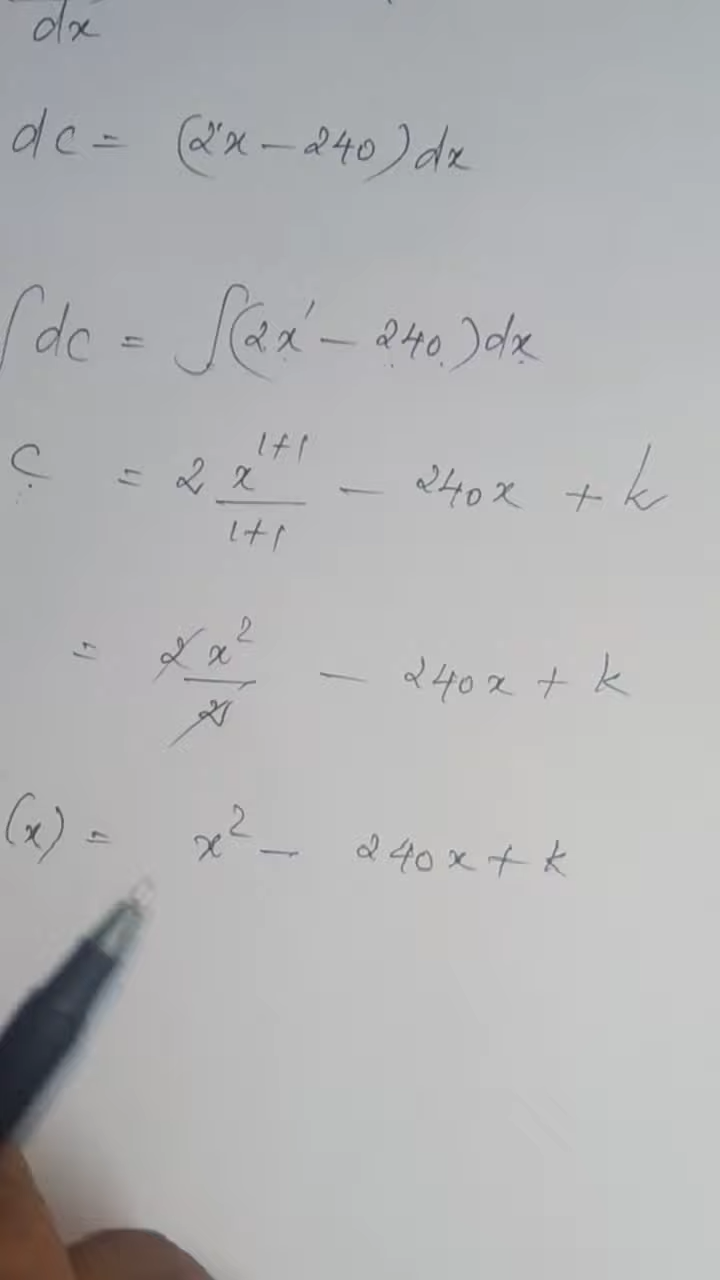 dx
dc = (2x - 240) dx
∫dc = ∫(2x¹ - 240) dx
c = 2 x^(1+1)/(1+1) - 240x + k
= 2x²/2 - 240x + k
(x) = x² - 240x + k